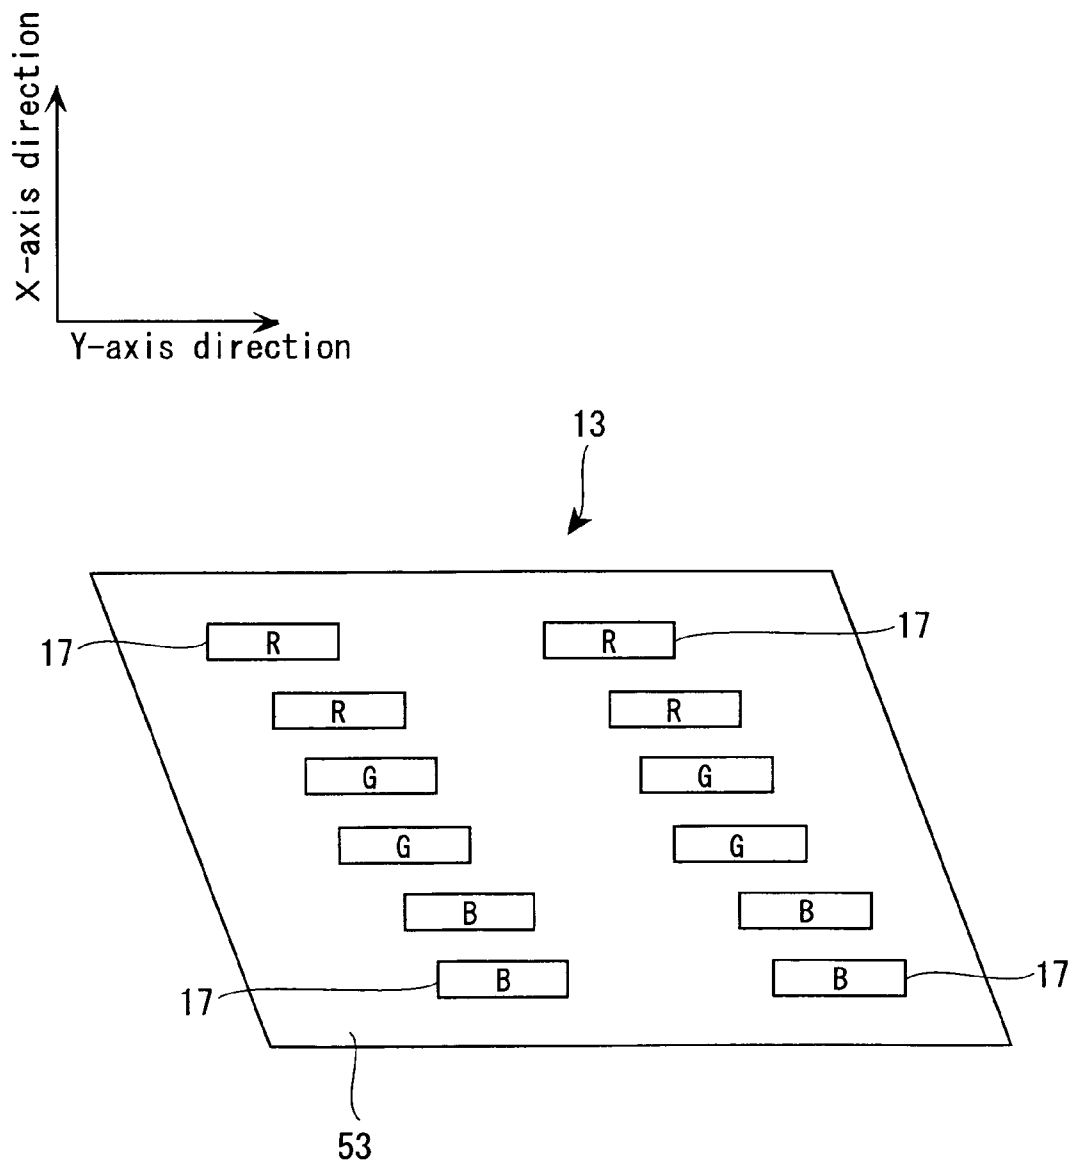 X-axis direction
Y-axis direction
13
17 R R 17
R R
G G
G G
B B
17 B B 17
53